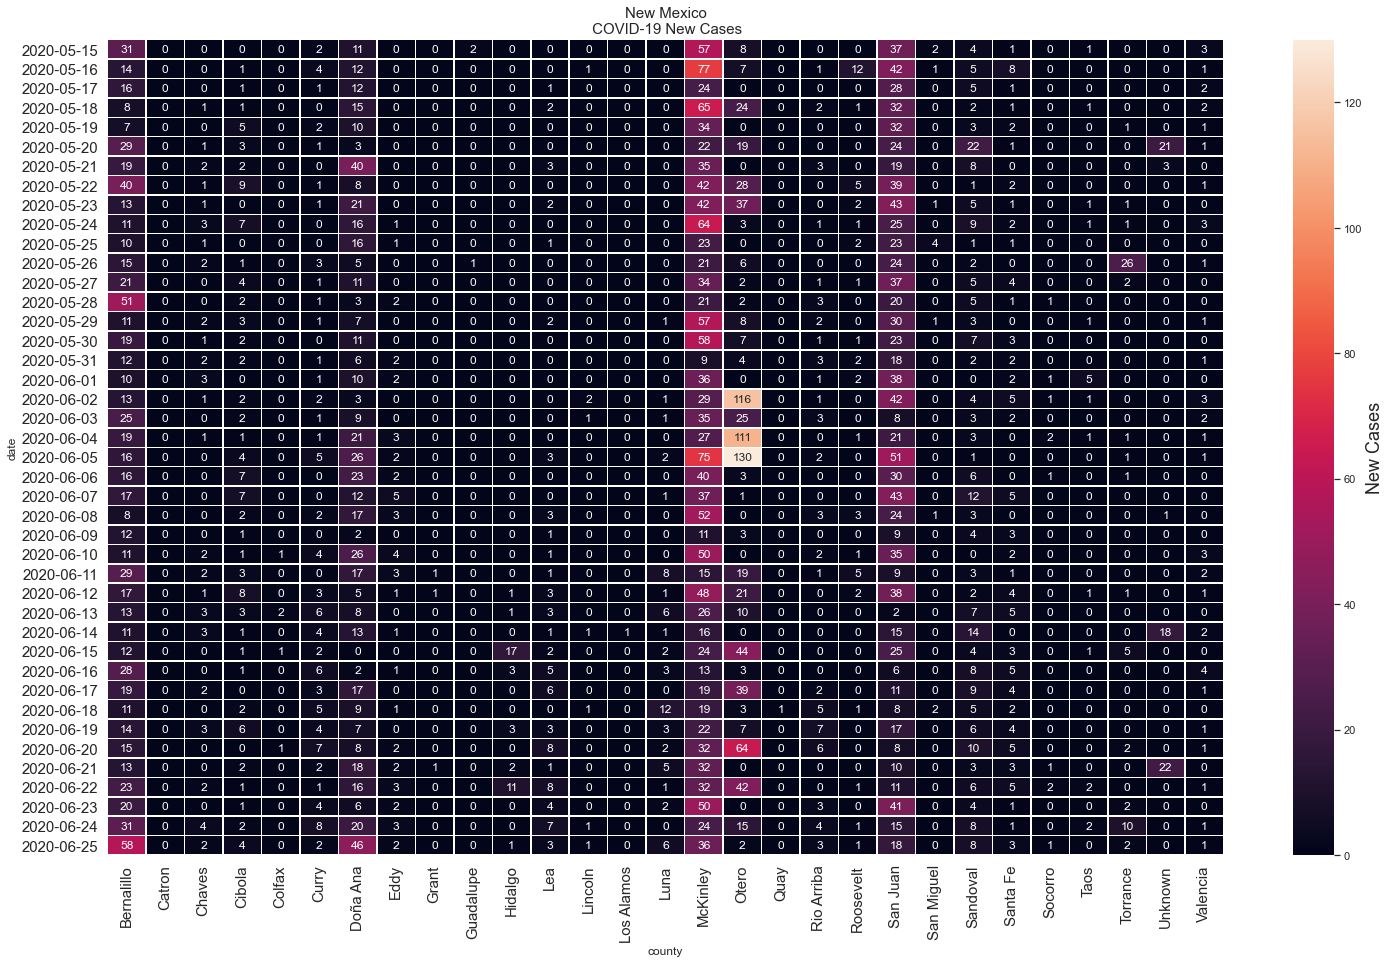 New Mexico
COVID-19 New Cases
2020-05-15 31 0 0 0 0 2 11 0 0 2 0 0 0 0 0 57 8 0 0 0 37 2 4 1 0 1 0 0 3
2020-05-16 14 0 0 1 0 4 12 0 0 0 0 0 1 0 0 77 7 0 1 12 42 1 5 8 0 0 0 0 1
2020-05-17 16 0 0 1 0 1 12 0 0 0 0 1 0 0 0 24 0 0 0 0 28 0 5 1 0 0 0 0 2
2020-05-18 8 0 1 1 0 0 15 0 0 0 0 2 0 0 0 65 24 0 2 1 32 0 2 1 0 1 0 0 2
2020-05-19 7 0 0 5 0 2 10 0 0 0 0 0 0 0 0 34 0 0 0 0 32 0 3 2 0 0 1 0 1
2020-05-20 29 0 1 3 0 1 3 0 0 0 0 0 0 0 0 22 19 0 0 0 24 0 22 1 0 0 0 21 1
2020-05-21 19 0 2 2 0 0 40 0 0 0 0 3 0 0 0 35 0 0 3 0 19 0 8 0 0 0 0 3 0
2020-05-22 40 0 1 9 0 1 8 0 0 0 0 0 0 0 0 42 28 0 0 5 39 0 1 2 0 0 0 0 1
2020-05-23 13 0 1 0 0 1 21 0 0 0 0 2 0 0 0 42 37 0 0 2 43 1 5 1 0 1 1 0 0
2020-05-24 11 0 3 7 0 0 16 1 0 0 0 0 0 0 0 64 3 0 1 1 25 0 9 2 0 1 1 0 3
2020-05-25 10 0 1 0 0 0 16 1 0 0 0 1 0 0 0 23 0 0 0 2 23 4 1 1 0 0 0 0 0
2020-05-26 15 0 2 1 0 3 5 0 0 1 0 0 0 0 0 21 6 0 0 0 24 0 2 0 0 0 26 0 1
2020-05-27 21 0 0 4 0 1 11 0 0 0 0 0 0 0 0 34 2 0 1 1 37 0 5 4 0 0 2 0 0
2020-05-28 51 0 0 2 0 1 3 2 0 0 0 0 0 0 0 21 2 0 3 0 20 0 5 1 1 0 0 0 0
2020-05-29 11 0 2 3 0 1 7 0 0 0 0 2 0 0 1 57 8 0 2 0 30 1 3 0 0 1 0 0 1
2020-05-30 19 0 1 2 0 0 11 0 0 0 0 0 0 0 0 58 7 0 1 1 23 0 7 3 0 0 0 0 0
2020-05-31 12 0 2 2 0 1 6 2 0 0 0 0 0 0 0 9 4 0 3 2 18 0 2 2 0 0 0 0 1
2020-06-01 10 0 3 0 0 1 10 2 0 0 0 0 0 0 0 36 0 0 1 2 38 0 0 2 1 5 0 0 0
2020-06-02 13 0 1 2 0 2 3 0 0 0 0 0 2 0 1 29 116 0 1 0 42 0 4 5 1 1 0 0 3
2020-06-03 25 0 0 2 0 1 9 0 0 0 0 0 1 0 1 35 25 0 3 0 8 0 3 2 0 0 0 0 2
2020-06-04 19 0 1 1 0 1 21 3 0 0 0 0 0 0 0 27 111 0 0 1 21 0 3 0 2 1 1 0 1
2020-06-05 16 0 0 4 0 5 26 2 0 0 0 3 0 0 2 75 130 0 2 0 51 0 1 0 0 0 1 0 1
2020-06-06 16 0 0 7 0 0 23 2 0 0 0 0 0 0 0 40 3 0 0 0 30 0 6 0 1 0 1 0 0
2020-06-07 17 0 0 7 0 0 12 5 0 0 0 0 0 0 1 37 1 0 0 0 43 0 12 5 0 0 0 0 0
2020-06-08 8 0 0 2 0 2 17 3 0 0 0 3 0 0 0 52 0 0 3 3 24 1 3 0 0 0 0 1 0
2020-06-09 12 0 0 1 0 0 2 0 0 0 0 1 0 0 0 11 3 0 0 0 9 0 4 3 0 0 0 0 0
2020-06-10 11 0 2 1 1 4 26 4 0 0 0 0 0 0 0 50 0 0 2 1 35 0 0 2 0 0 0 0 3
2020-06-11 29 0 2 3 0 0 17 3 1 0 0 1 0 0 8 15 19 0 1 5 9 0 3 1 0 0 0 0 2
2020-06-12 17 0 1 8 0 3 5 1 1 0 1 3 0 0 1 48 21 0 0 2 38 0 2 4 0 1 1 0 1
2020-06-13 13 0 3 3 2 6 8 0 0 0 1 3 0 0 6 26 10 0 0 0 2 0 7 5 0 0 0 0 0
2020-06-14 11 0 3 1 0 4 13 1 0 0 0 1 1 1 1 16 0 0 0 0 15 0 14 0 0 0 0 18 2
2020-06-15 12 0 0 1 1 2 0 0 0 0 17 2 0 0 2 24 44 0 0 0 25 0 4 3 0 1 5 0 0
2020-06-16 28 0 0 1 0 6 2 1 0 0 3 5 0 0 3 13 3 0 0 0 6 0 8 5 0 0 0 0 4
2020-06-17 19 0 2 0 0 3 17 0 0 0 0 6 0 0 0 19 39 0 2 0 11 0 9 4 0 0 0 0 1
2020-06-18 11 0 0 2 0 5 9 1 0 0 0 0 1 0 12 19 3 1 5 1 8 2 5 2 0 0 0 0 0
2020-06-19 14 0 3 6 0 4 7 0 0 0 3 3 0 0 3 22 7 0 7 0 17 0 6 4 0 0 0 0 1
2020-06-20 15 0 0 0 1 7 8 2 0 0 0 8 0 0 2 32 64 0 6 0 8 0 10 5 0 0 2 0 1
2020-06-21 13 0 0 2 0 2 18 2 1 0 2 1 0 0 5 32 0 0 0 0 10 0 3 3 1 0 0 22 0
2020-06-22 23 0 2 1 0 1 16 3 0 0 11 8 0 0 1 32 42 0 0 1 11 0 6 5 2 2 0 0 1
2020-06-23 20 0 0 1 0 4 6 2 0 0 0 4 0 0 2 50 0 0 3 0 41 0 4 1 0 0 2 0 0
2020-06-24 31 0 4 2 0 8 20 3 0 0 0 7 1 0 0 24 15 0 4 1 15 0 8 1 0 2 10 0 1
2020-06-25 58 0 2 4 0 2 46 2 0 0 1 3 1 0 6 36 2 0 3 1 18 0 8 3 1 0 2 0 1
Bernalillo Catron Chaves Cibola Colfax Curry Doña Ana Eddy Grant Guadalupe Hidalgo Lea Lincoln Los Alamos Luna McKinley Otero Quay Rio Arriba Roosevelt San Juan San Miguel Sandoval Santa Fe Socorro Taos Torrance Unknown Valencia
county
date
120
100
80
60
40
20
0
New Cases